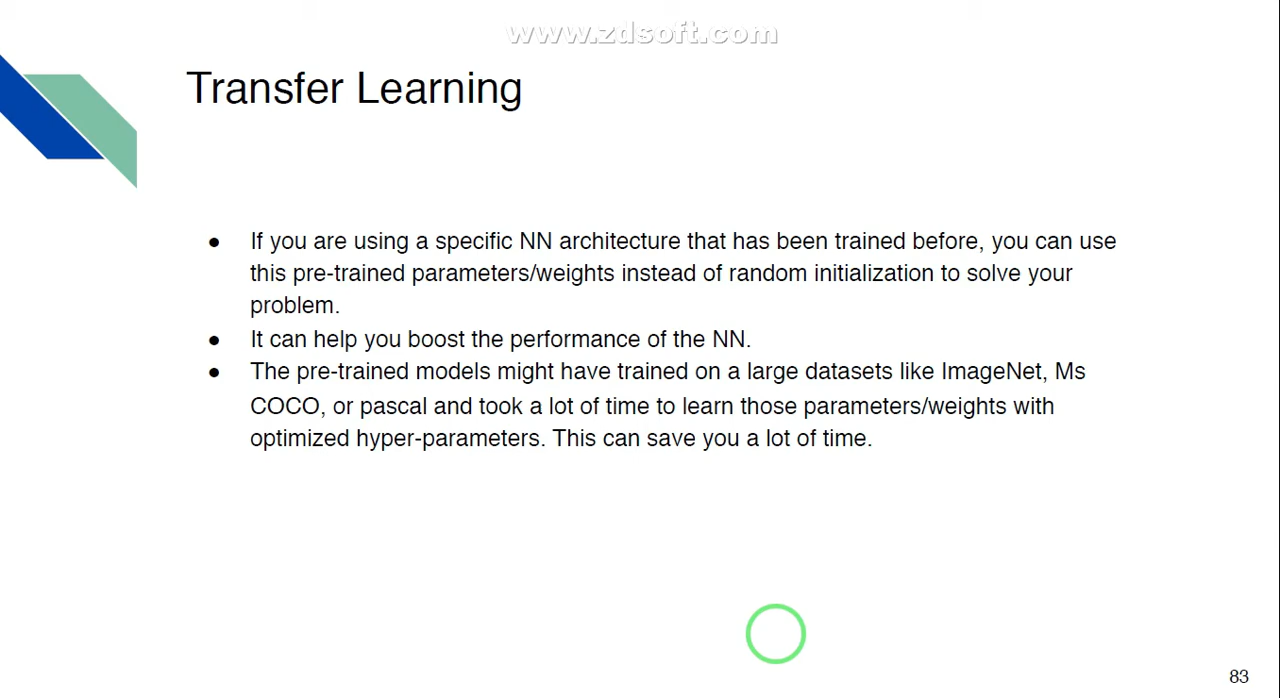 www.zdsoft.com
Transfer Learning
● If you are using a specific NN architecture that has been trained before, you can use
this pre-trained parameters/weights instead of random initialization to solve your
problem.
● It can help you boost the performance of the NN.
● The pre-trained models might have trained on a large datasets like ImageNet, Ms
COCO, or pascal and took a lot of time to learn those parameters/weights with
optimized hyper-parameters. This can save you a lot of time.
83